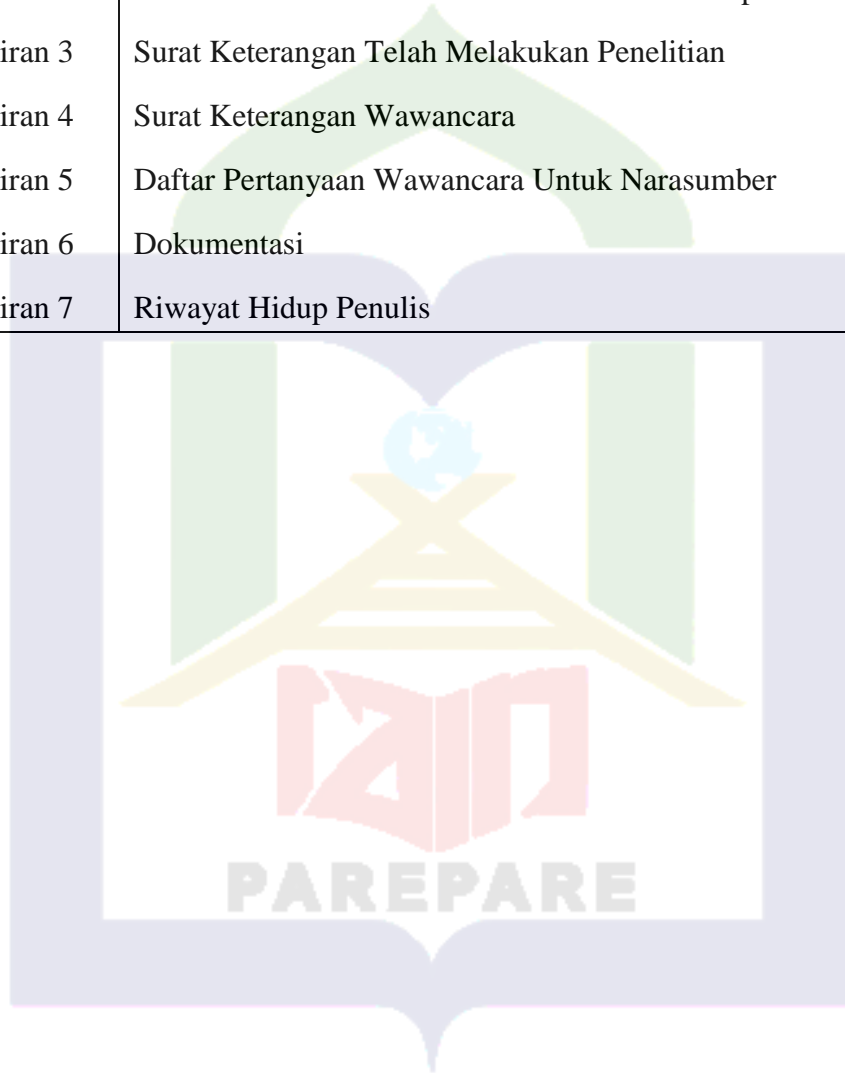 iran 3 Surat Keterangan Telah Melakukan Penelitian
iran 4 Surat Keterangan Wawancara
iran 5 Daftar Pertanyaan Wawancara Untuk Narasumber
iran 6 Dokumentasi
iran 7 Riwayat Hidup Penulis
iain
PAREPARE